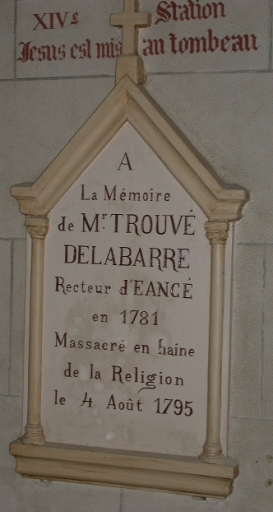 XIVe Station
Jesus est mis au tombeau
A
La Mémoire
de Mr. TROUVÉ
DELABARRE
Recteur d'EANCÉ
en 1781
Massacré en haine
de la Religion
le 4 Août 1795